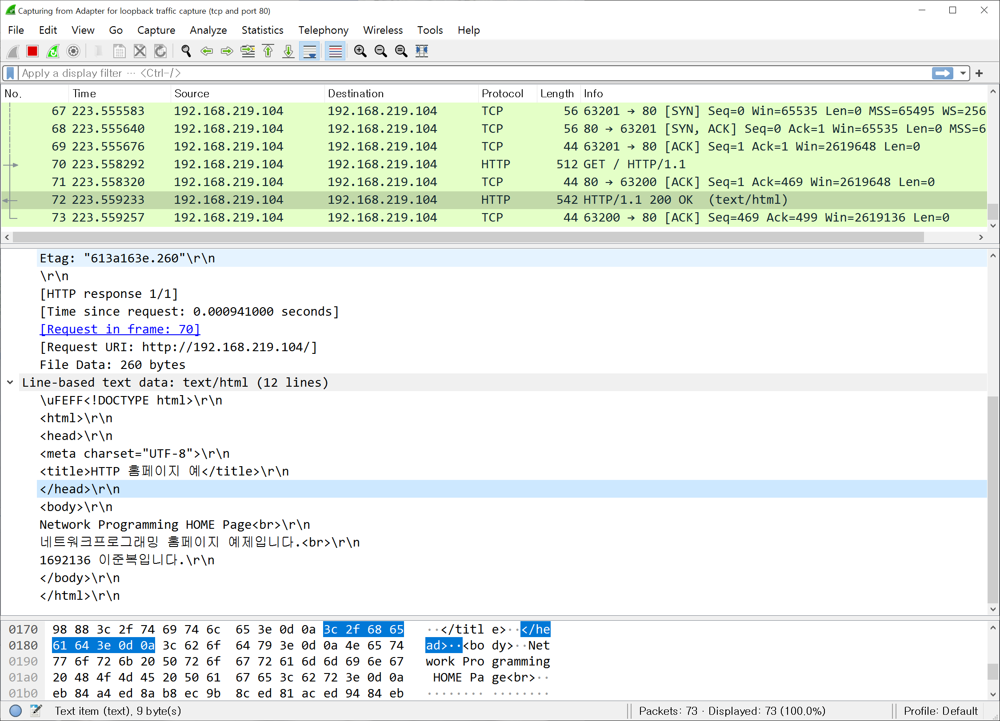 Capturing from Adapter for loopback traffic capture (tcp and port 80)
File Edit View Go Capture Analyze Statistics Telephony Wireless Tools Help
Apply a display filter ··· <Ctrl-/>
No. Time Source Destination Protocol Length Info
67 223.555583 192.168.219.104 192.168.219.104 TCP 56 63201 → 80 [SYN] Seq=0 Win=65535 Len=0 MSS=65495 WS=256
68 223.555640 192.168.219.104 192.168.219.104 TCP 56 80 → 63201 [SYN, ACK] Seq=0 Ack=1 Win=65535 Len=0 MSS=6
69 223.555676 192.168.219.104 192.168.219.104 TCP 44 63201 → 80 [ACK] Seq=1 Ack=1 Win=2619648 Len=0
70 223.558292 192.168.219.104 192.168.219.104 HTTP 512 GET / HTTP/1.1
71 223.558320 192.168.219.104 192.168.219.104 TCP 44 80 → 63200 [ACK] Seq=1 Ack=469 Win=2619648 Len=0
72 223.559233 192.168.219.104 192.168.219.104 HTTP 542 HTTP/1.1 200 OK (text/html)
73 223.559257 192.168.219.104 192.168.219.104 TCP 44 63200 → 80 [ACK] Seq=469 Ack=499 Win=2619136 Len=0
Etag: "613a163e.260"\r\n
\r\n
[HTTP response 1/1]
[Time since request: 0.000941000 seconds]
[Request in frame: 70]
[Request URI: http://192.168.219.104/]
File Data: 260 bytes
Line-based text data: text/html (12 lines)
\uFEFF<!DOCTYPE html>\r\n
<html>\r\n
<head>\r\n
<meta charset="UTF-8">\r\n
<title>HTTP 홈페이지 예</title>\r\n
</head>\r\n
<body>\r\n
Network Programming HOME Page<br>\r\n
네트워크프로그래밍 홈페이지 예제입니다.<br>\r\n
1692136 이준복입니다.\r\n
</body>\r\n
</html>\r\n
0170 98 88 3c 2f 74 69 74 6c 65 3e 0d 0a 3c 2f 68 65 ··</titl e>··</he
0180 61 64 3e 0d 0a 3c 62 6f 64 79 3e 0d 0a 4e 65 74 ad>··<bo dy>··Net
0190 77 6f 72 6b 20 50 72 6f 67 72 61 6d 6d 69 6e 67 work Pro gramming
01a0 20 48 4f 4d 45 20 50 61 67 65 3c 62 72 3e 0d 0a HOME Pa ge<br>··
01b0 eb 84 a4 ed 8a b8 ec 9b 8c ed 81 ac ed 94 84 eb ········ ········
Text item (text), 9 byte(s) Packets: 73 · Displayed: 73 (100.0%) Profile: Default